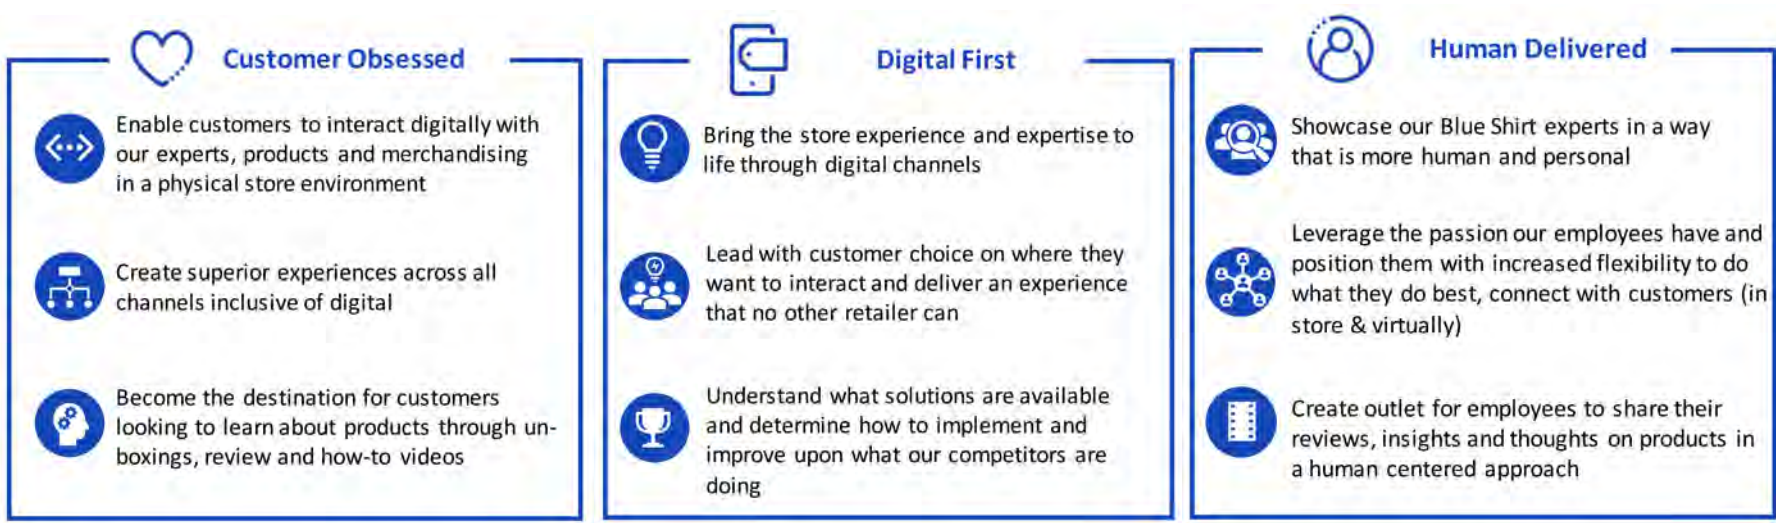 Customer Obsessed
Enable customers to interact digitally with
our experts, products and merchandising
in a physical store environment
Create superior experiences across all
channels inclusive of digital
Become the destination for customers
looking to learn about products through un-
boxings, review and how-to videos
Digital First
Bring the store experience and expertise to
life through digital channels
Lead with customer choice on where they
want to interact and deliver an experience
that no other retailer can
Understand what solutions are available
and determine how to implement and
improve upon what our competitors are
doing
Human Delivered
Showcase our Blue Shirt experts in a way
that is more human and personal
Leverage the passion our employees have and
position them with increased flexibility to do
what they do best, connect with customers (in
store & virtually)
Create outlet for employees to share their
reviews, insights and thoughts on products in
a human centered approach